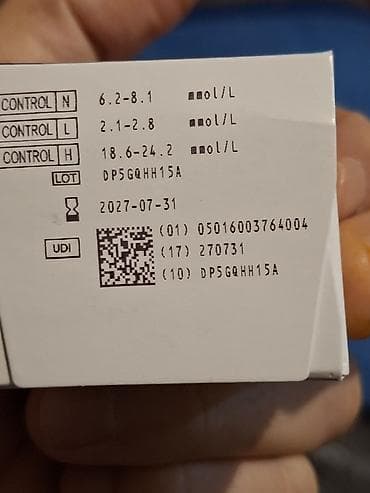 CONTROL N 6.2-8.1 mmol/L
CONTROL L 2.1-2.8 mmol/L
CONTROL H 18.6-24.2 mmol/L
LOT DP5GQHH15A
2027-07-31
UDI
(01) 05016003764004
(17) 270731
(10) DP5GQHH15A